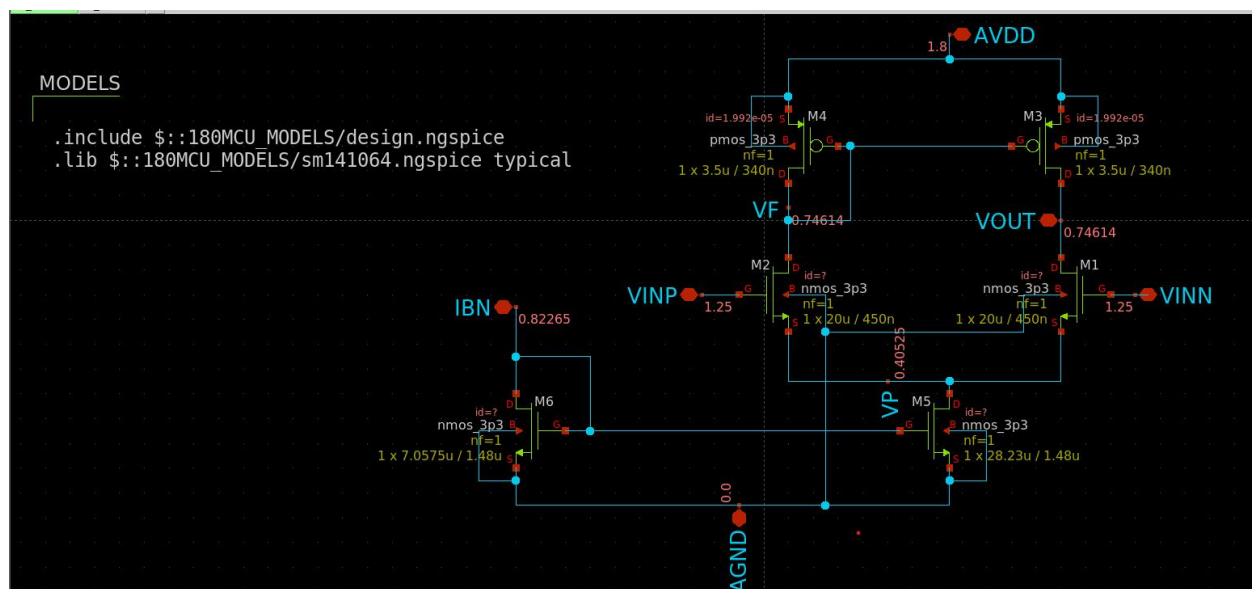 AVDD
1.8
MODELS
.include $::180MCU_MODELS/design.ngspice
.lib $::180MCU_MODELS/sm141064.ngspice typical
id=1.992e-05
S
M4
B
pmos_3p3
G
nf=1
1 x 3.5u / 340n
D
M3
S
id=1.992e-05
G
B
pmos_3p3
nf=1
1 x 3.5u / 340n
D
VF
0.74614
VOUT
0.74614
M2
D
id=?
VINP
1.25
G
B
nmos_3p3
nf=1
1 x 20u / 450n
S
id=?
D
M1
nmos_3p3
B
G
nf=1
1 x 20u / 450n
S
1.25
VINN
IBN
0.82265
VP
0.40525
id=?
D
M6
nmos_3p3
B
G
nf=1
1 x 7.0575u / 1.48u
S
M5
D
id=?
G
B
nmos_3p3
nf=1
1 x 28.23u / 1.48u
S
0.0
AGND